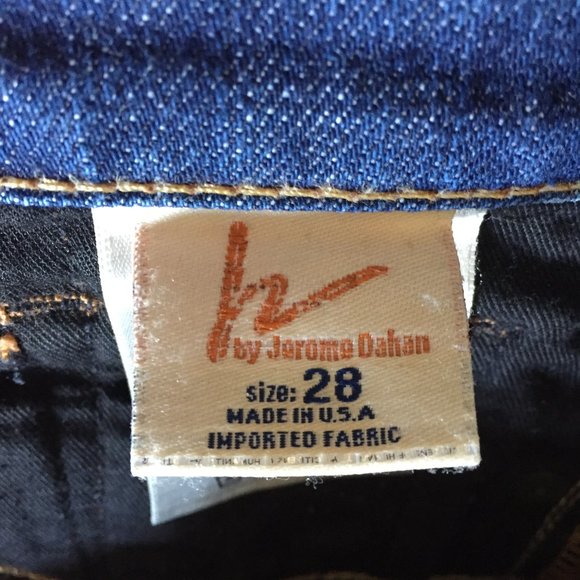 h
by Jerome Dahan
size: 28
MADE IN U.S.A
IMPORTED FABRIC